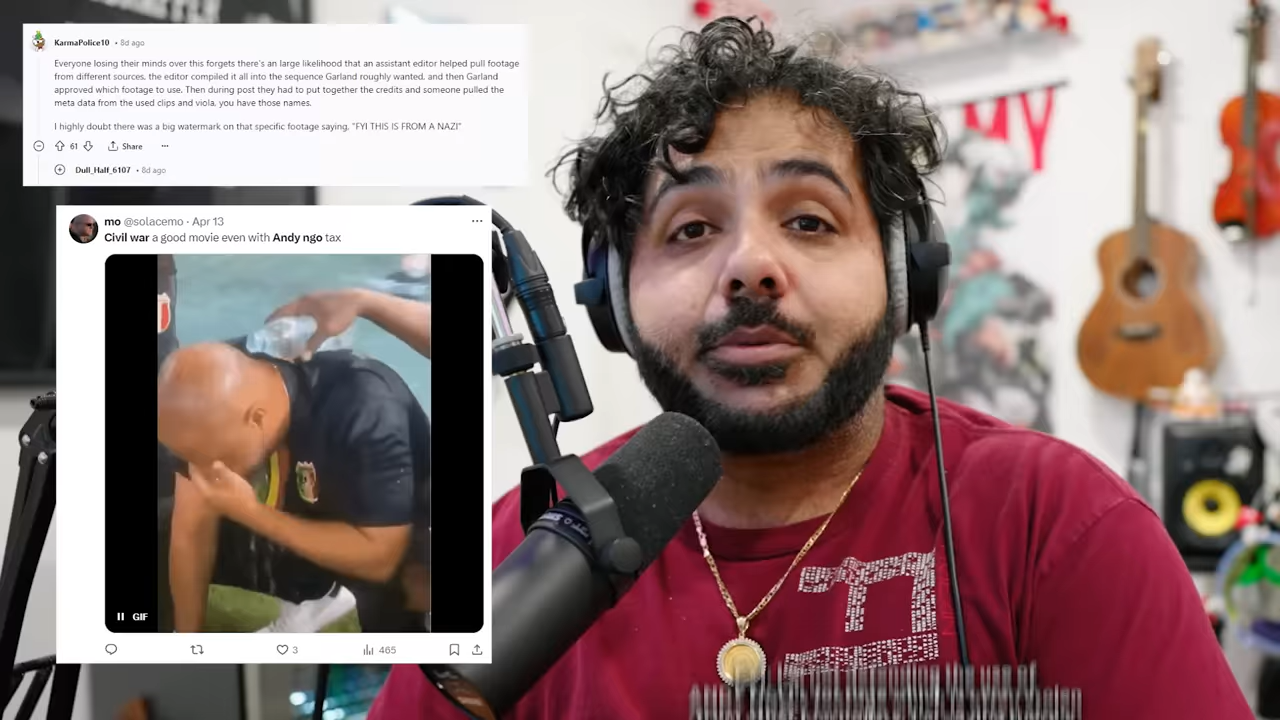 KarmaPolice10 • 8d ago
Everyone losing their minds over this forgets there's an large likelihood that an assistant editor helped pull footage
from different sources, the editor compiled it all into the sequence Garland roughly wanted, and then Garland
approved which footage to use. Then during post they had to put together the credits and someone pulled the
meta data from the used clips and viola, you have those names.
I highly doubt there was a big watermark on that specific footage saying, "FYI THIS IS FROM A NAZI"
61 Share ...
Dull_Half_6107 • 8d ago
mo @solacemo · Apr 13 ...
Civil war a good movie even with Andy ngo tax
GIF
3 465